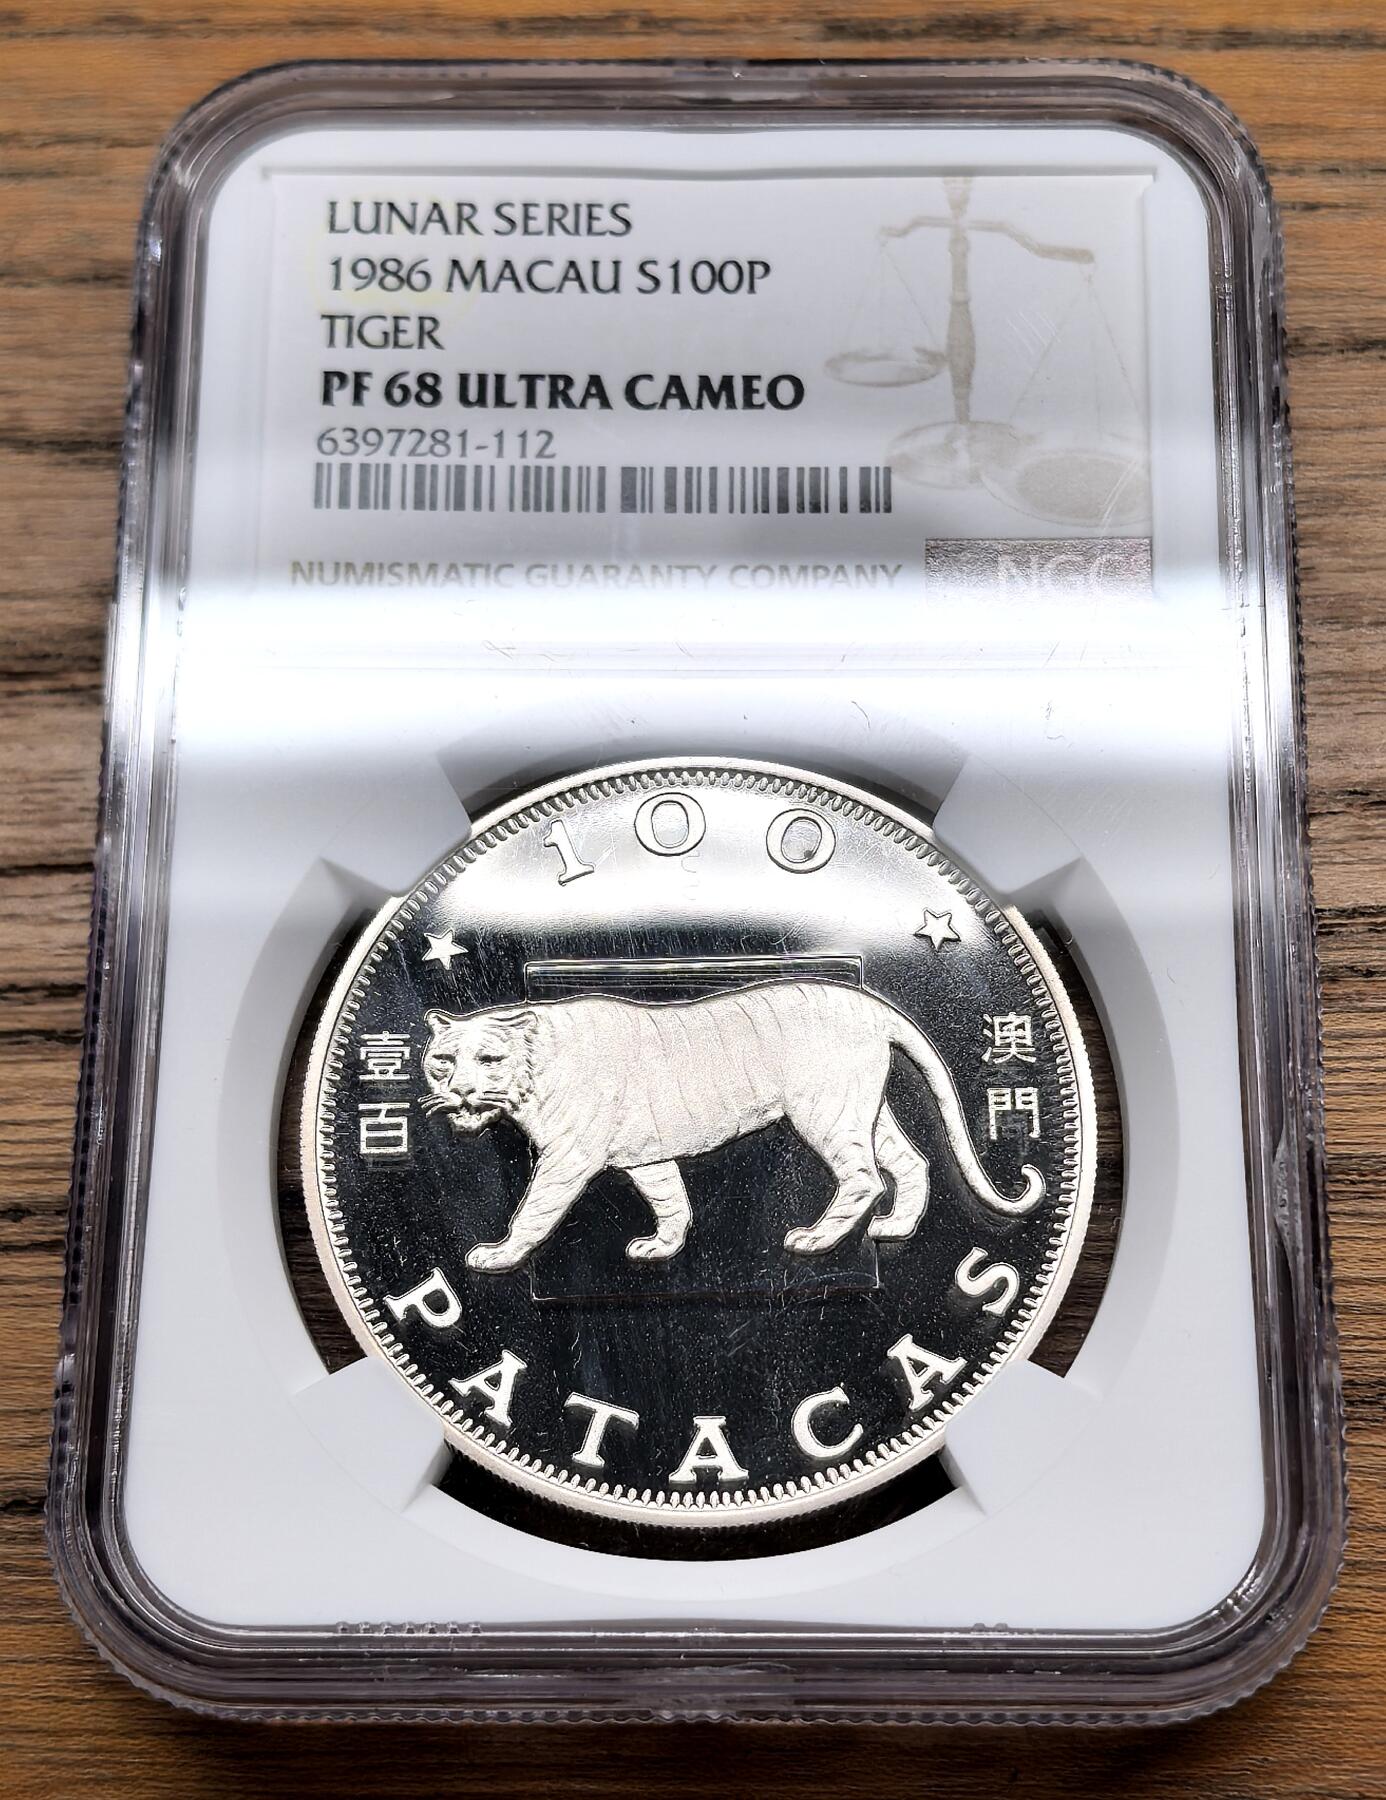 LUNAR SERIES
1986 MACAU S100P
TIGER
PF 68 ULTRA CAMEO
6397281-112
NUMISMATIC GUARANTY COMPANY
NGC
100
壹百
澳門
PATACAS